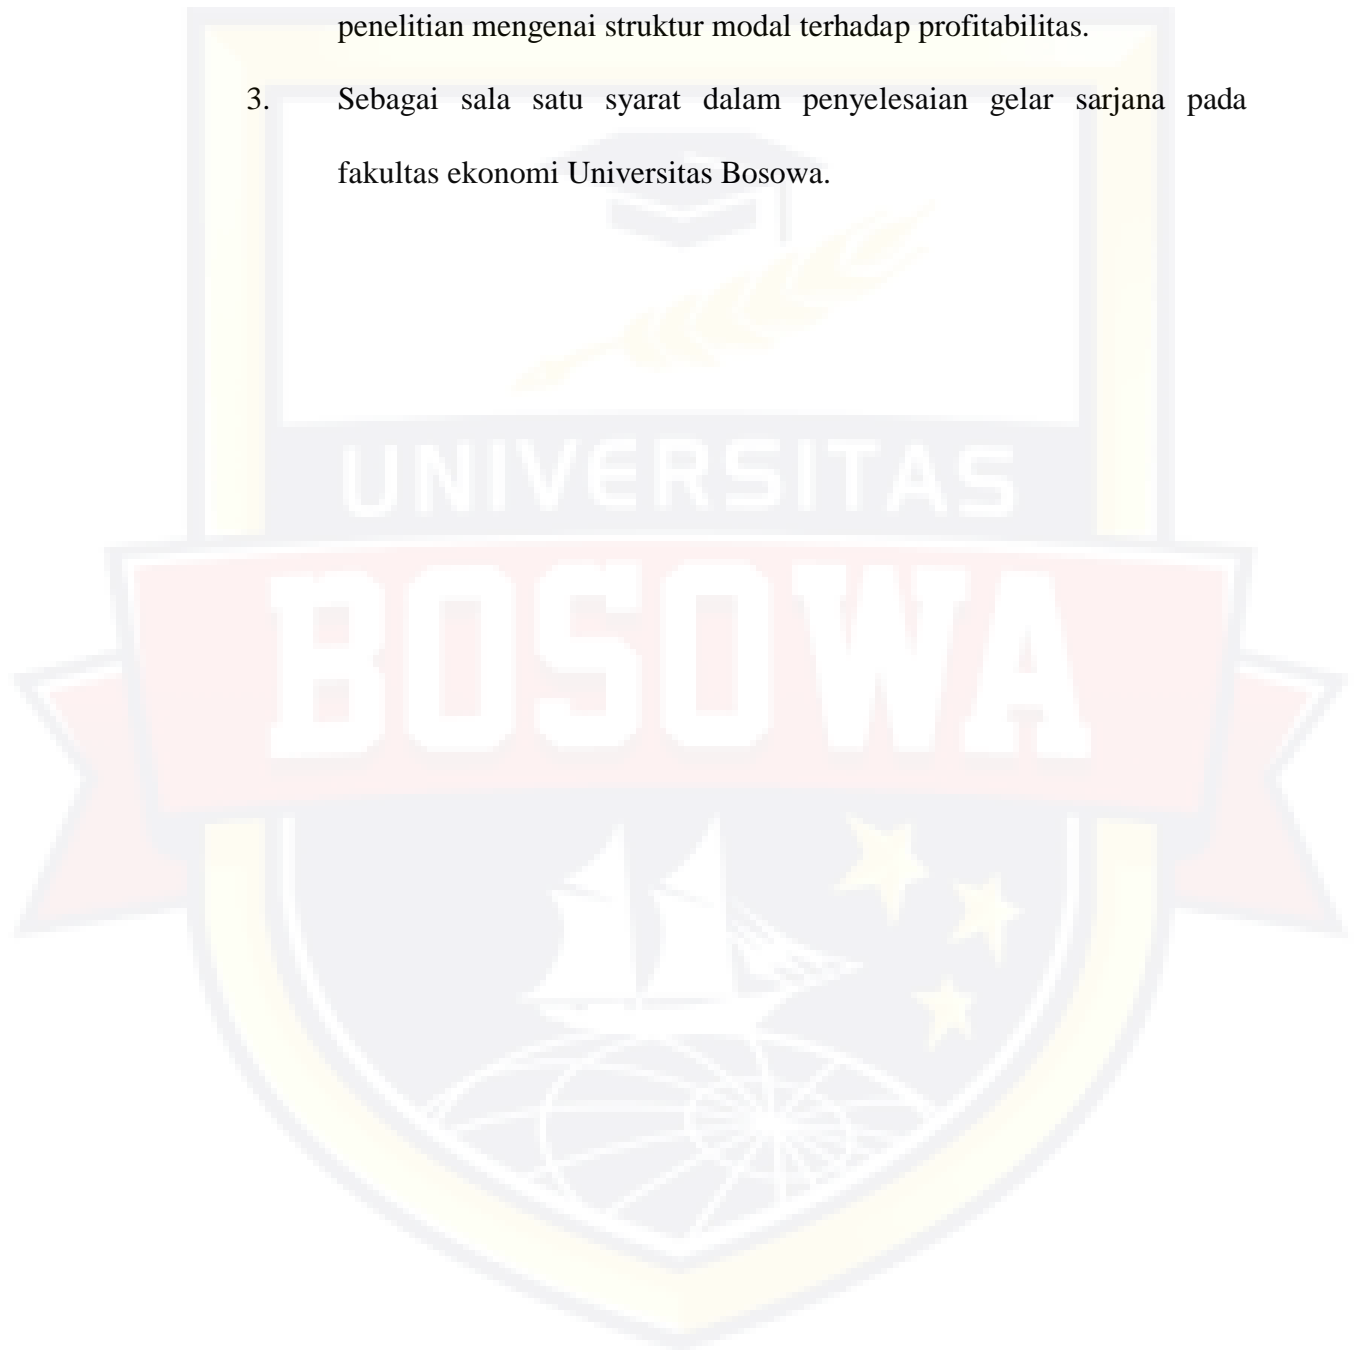 penelitian mengenai struktur modal terhadap profitabilitas.
3. Sebagai sala satu syarat dalam penyelesaian gelar sarjana pada
fakultas ekonomi Universitas Bosowa.
UNIVERSITAS
BOSOWA